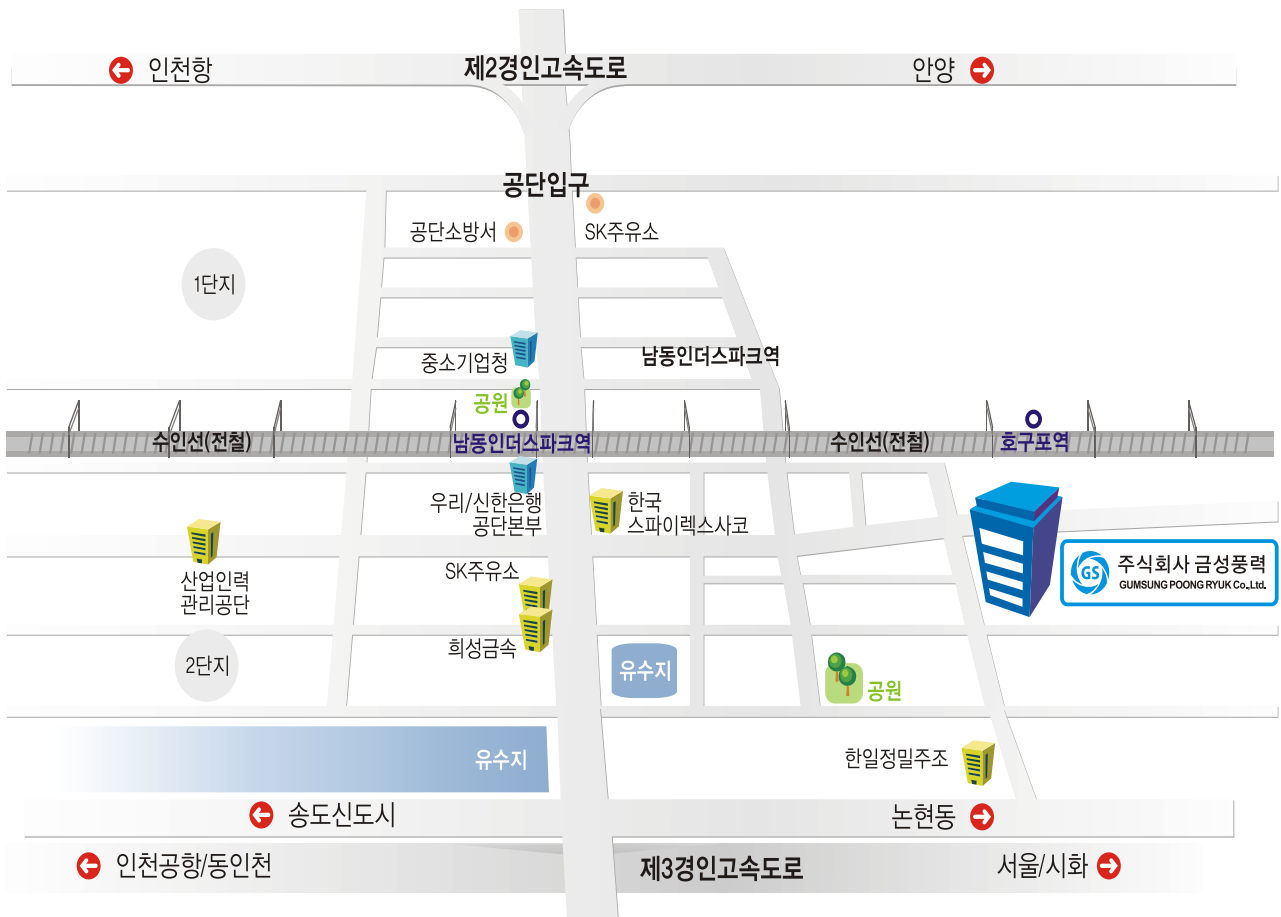 인천항
제2경인고속도로
안양
공단입구
공단소방서
SK주유소
1단지
중소기업청
남동인더스파크역
공원
수인선(전철)
남동인더스파크역
수인선(전철)
호구포역
우리/신한은행
공단본부
한국
스파이렉스사코
산업인력
관리공단
SK주유소
GS
주식회사 금성풍력
GUMSUNG POONG RYUK Co.,Ltd.
희성금속
2단지
유수지
공원
유수지
한일정밀주조
송도신도시
논현동
인천공항/동인천
제3경인고속도로
서울/시화